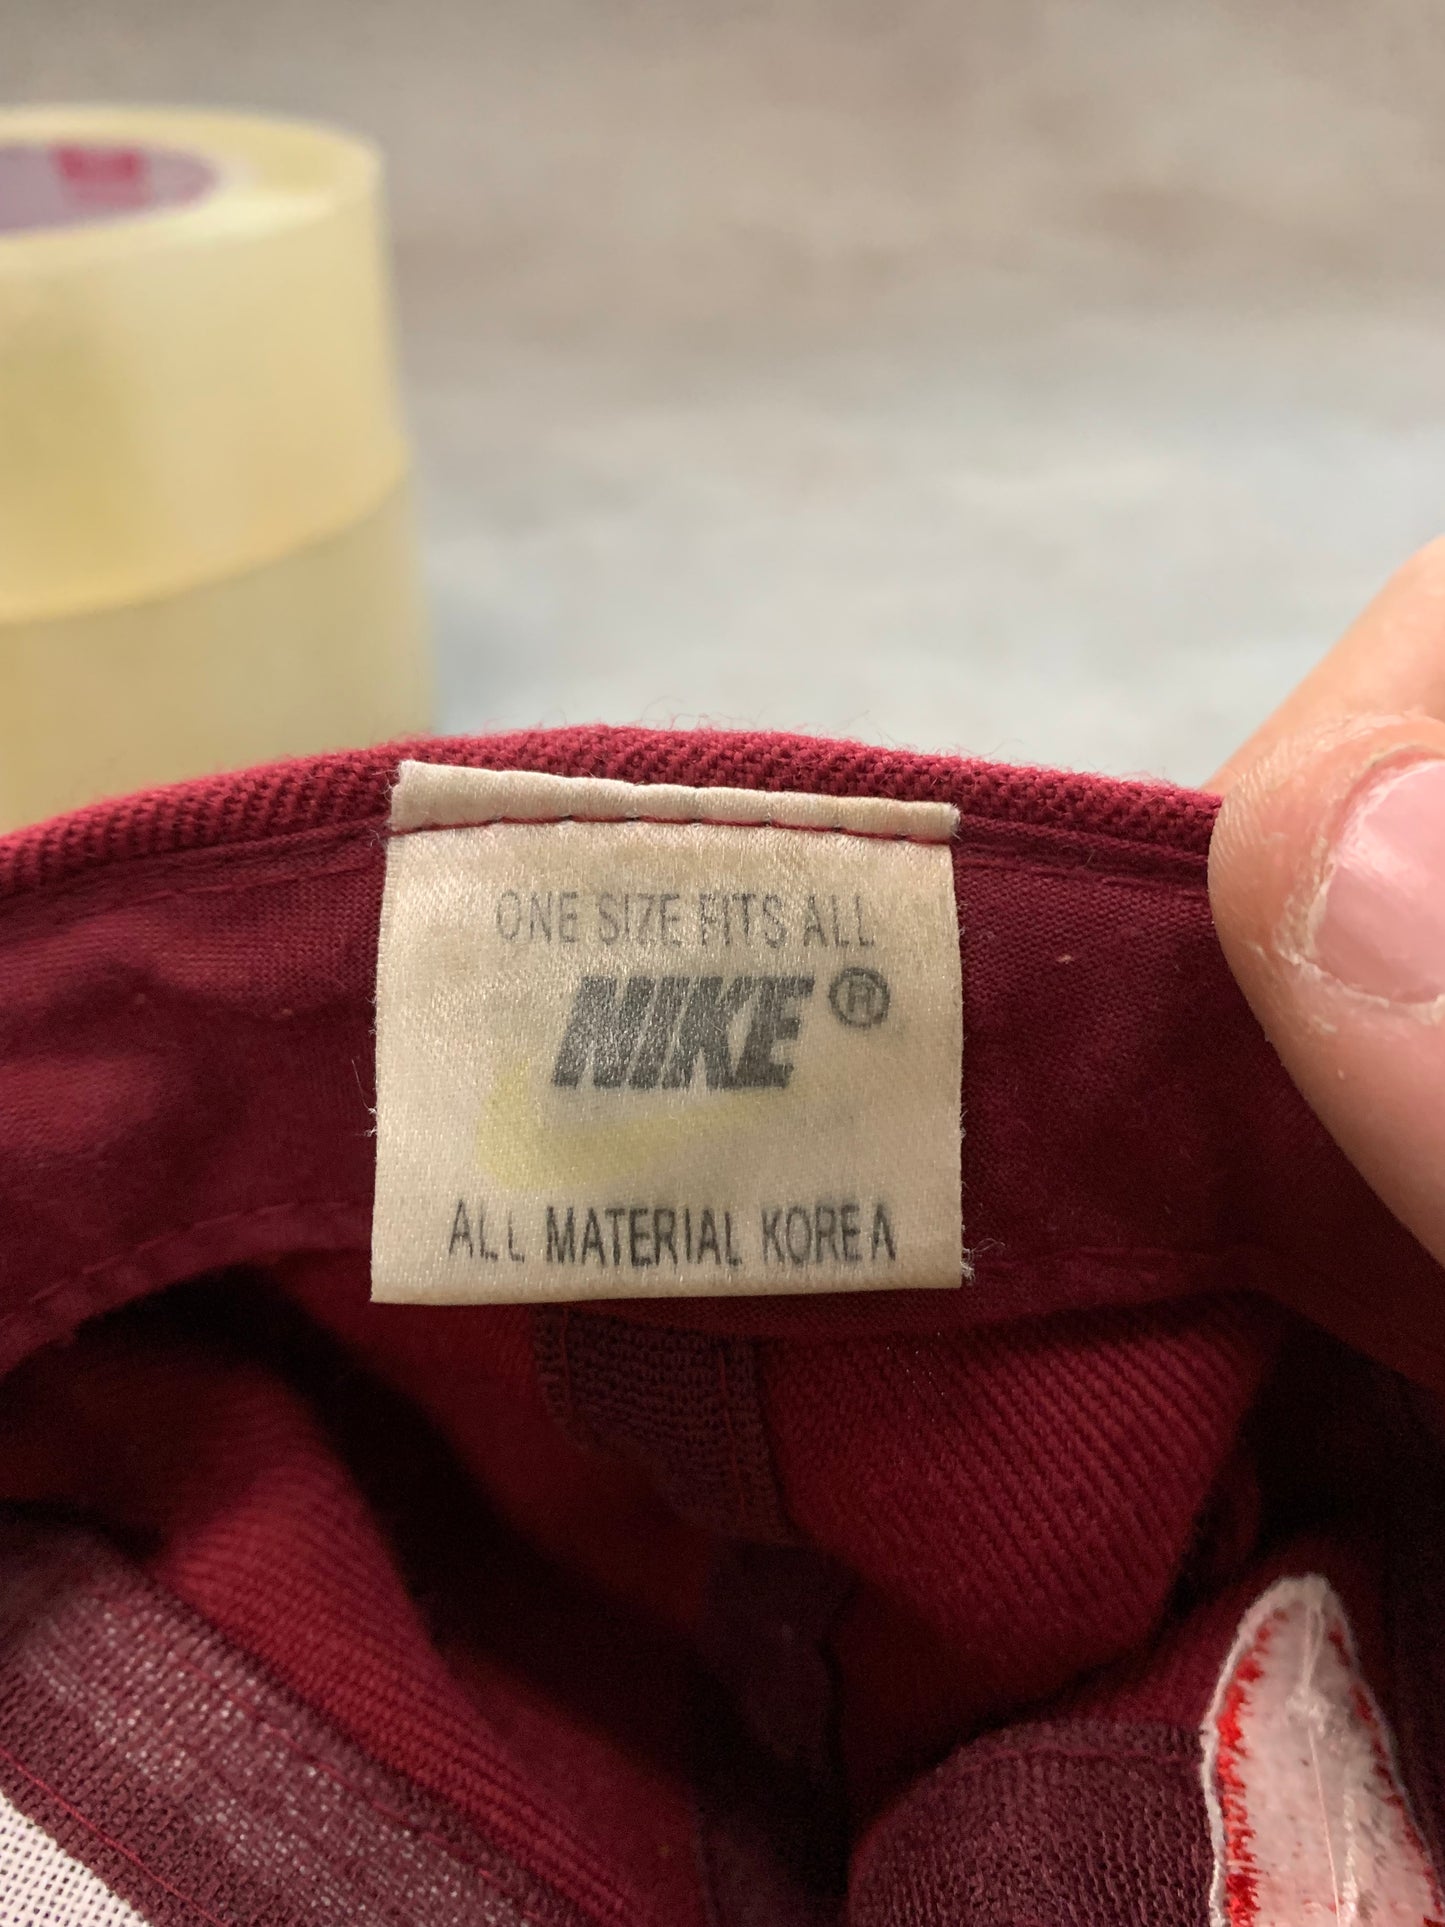 ONE SIZE FITS ALL
NIKE®
ALL MATERIAL KOREA